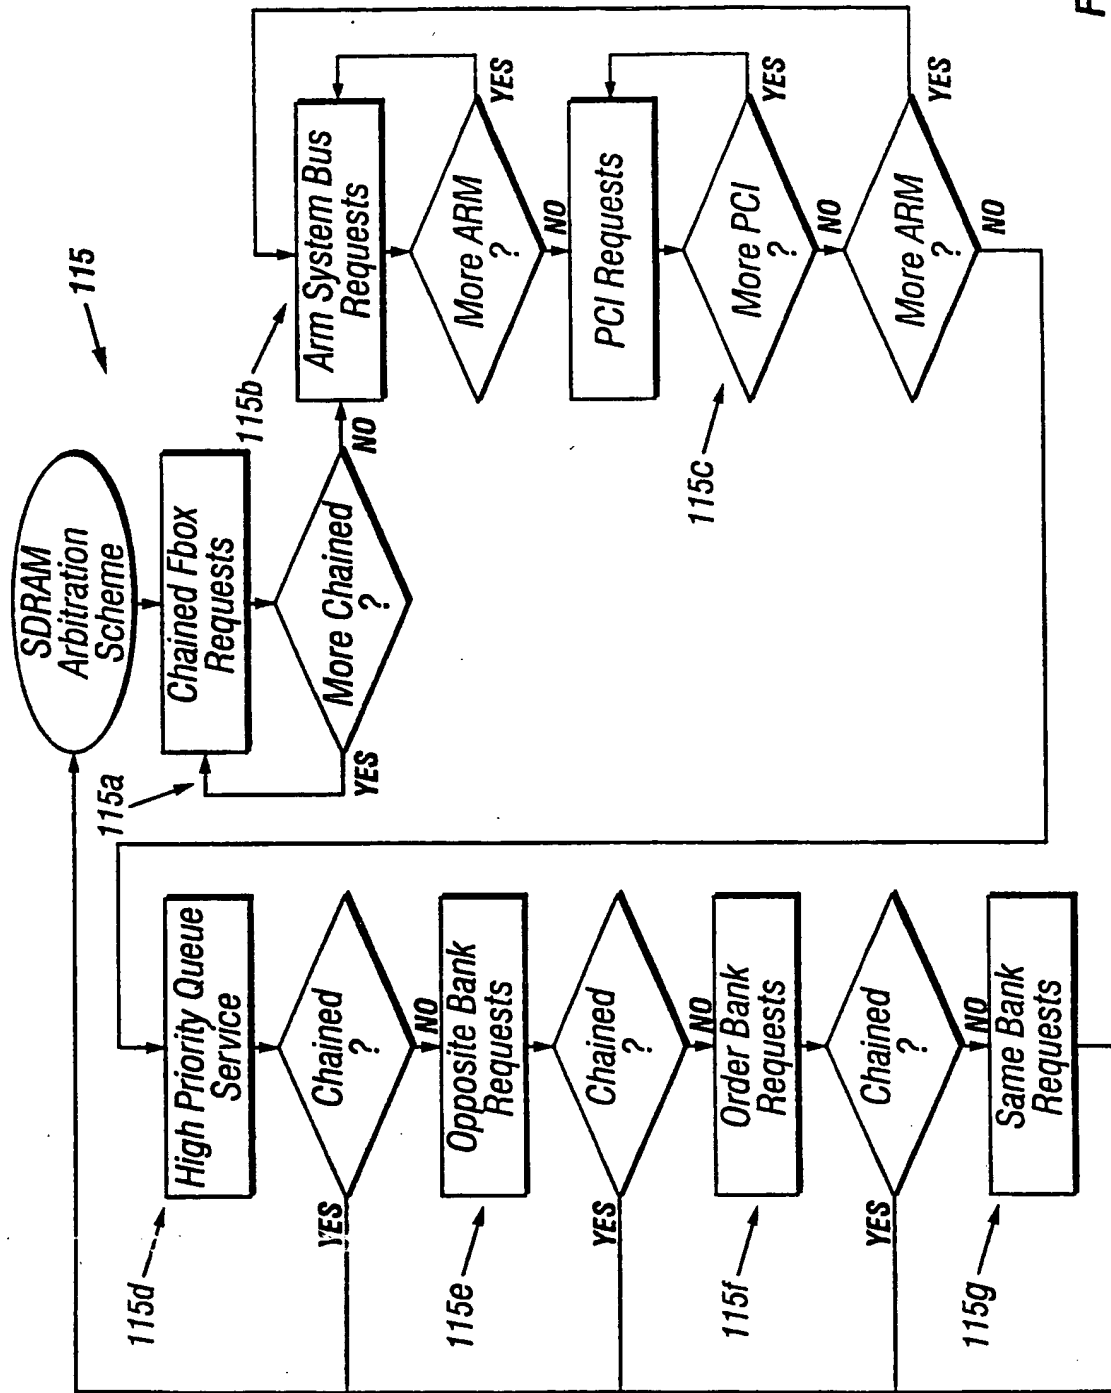 115
SDRAM
Arbitration
Scheme
115a
Chained Fbox
Requests
More Chained
?
YES
NO
115b
Arm System Bus
Requests
More ARM
?
YES
NO
PCI Requests
115c
More PCI
?
YES
NO
More ARM
?
YES
NO
115d
High Priority Queue
Service
Chained
?
YES
NO
115e
Opposite Bank
Requests
Chained
?
YES
NO
115f
Order Bank
Requests
Chained
?
YES
NO
115g
Same Bank
Requests
F